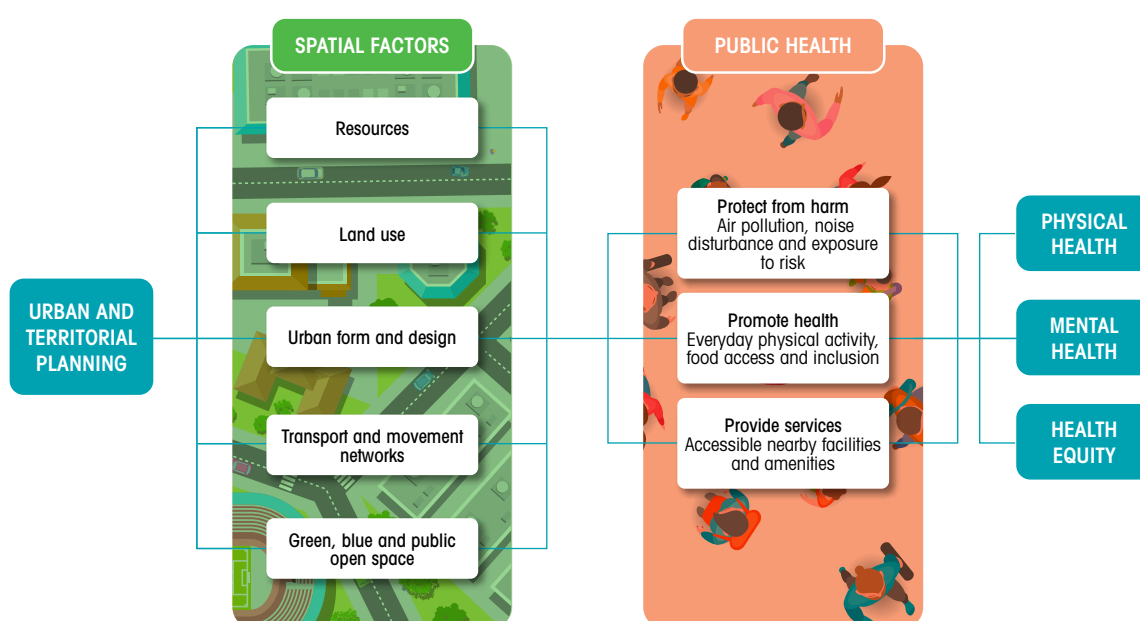 SPATIAL FACTORS
PUBLIC HEALTH
URBAN AND
TERRITORIAL
PLANNING
Resources
Land use
Urban form and design
Transport and movement
networks
Green, blue and public
open space
Protect from harm
Air pollution, noise
disturbance and exposure
to risk
Promote health
Everyday physical activity,
food access and inclusion
Provide services
Accessible nearby facilities
and amenities
PHYSICAL
HEALTH
MENTAL
HEALTH
HEALTH
EQUITY